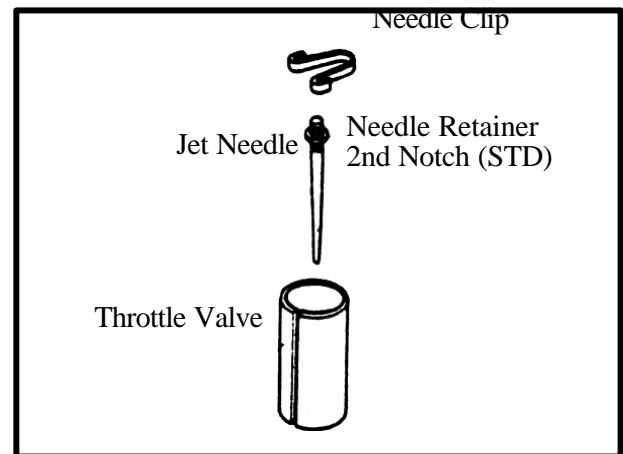 Needle Clip
Jet Needle
Needle Retainer
2nd Notch (STD)
Throttle Valve